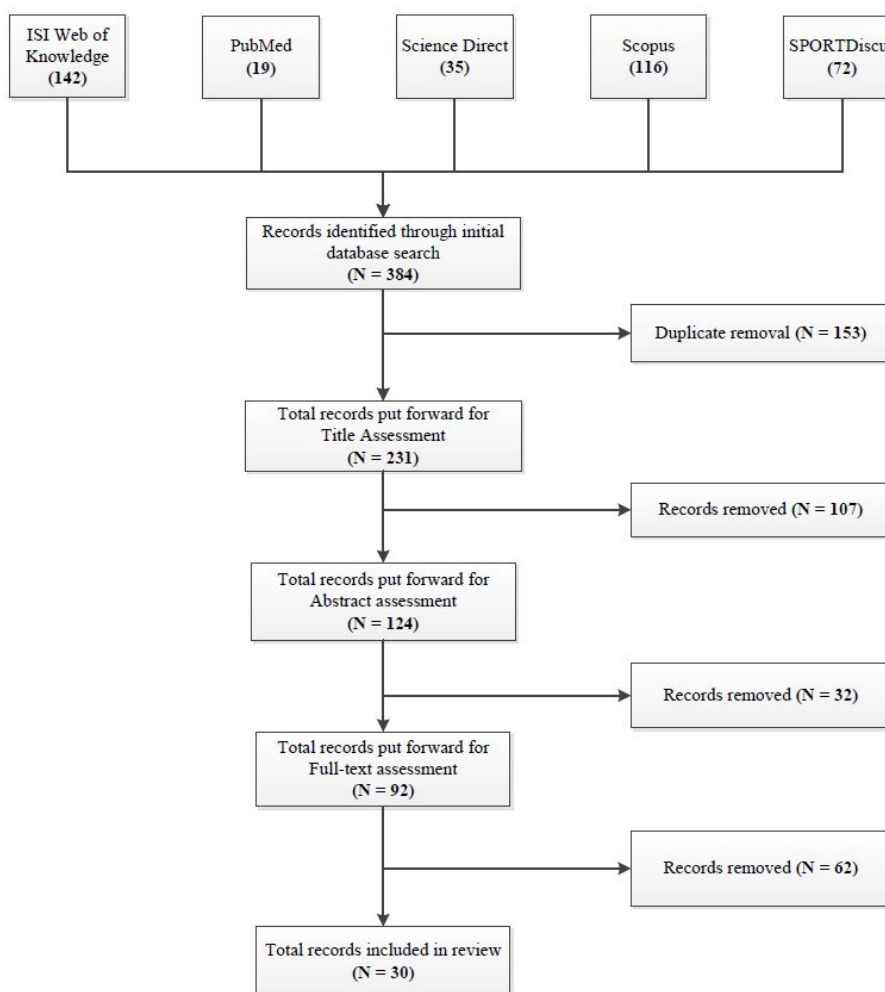 ISI Web of
Knowledge
(142)
PubMed
(19)
Science Direct
(35)
Scopus
(116)
SPORTDiscu
(72)
Records identified through initial
database search
(N = 384)
Duplicate removal (N = 153)
Total records put forward for
Title Assessment
(N = 231)
Records removed (N = 107)
Total records put forward for
Abstract assessment
(N = 124)
Records removed (N = 32)
Total records put forward for
Full-text assessment
(N = 92)
Records removed (N = 62)
Total records included in review
(N = 30)